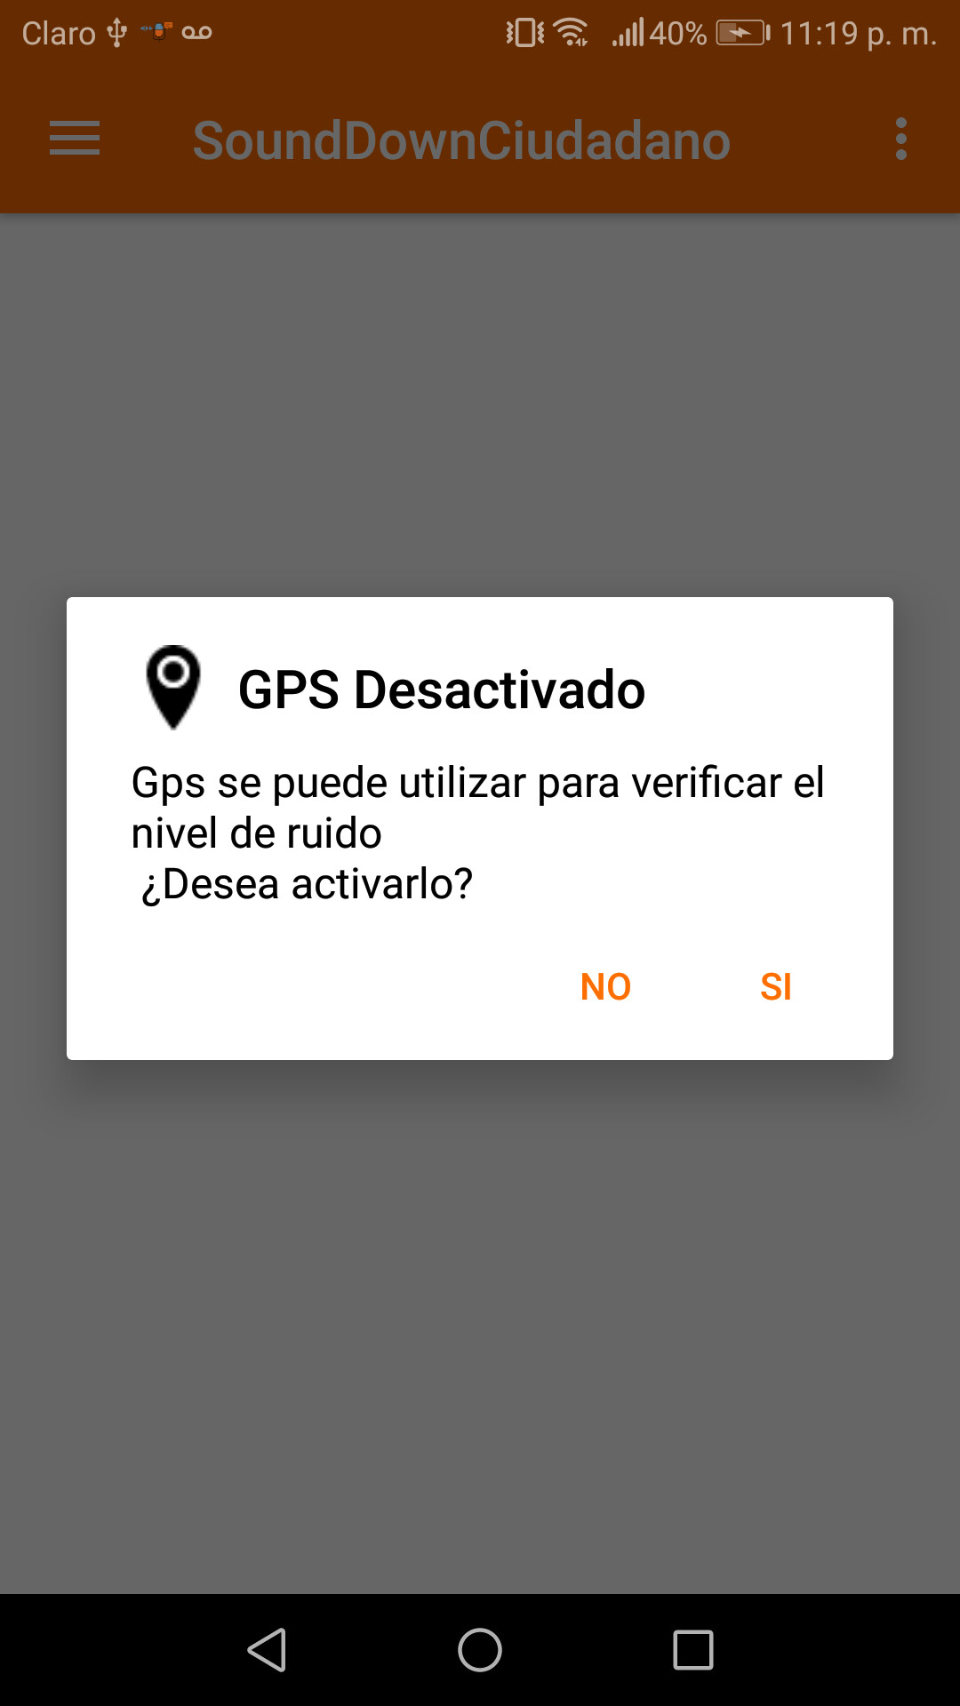 Claro 40% 11:19 p. m.
SoundDownCiudadano
GPS Desactivado
Gps se puede utilizar para verificar el
nivel de ruido
¿Desea activarlo?
NO SI